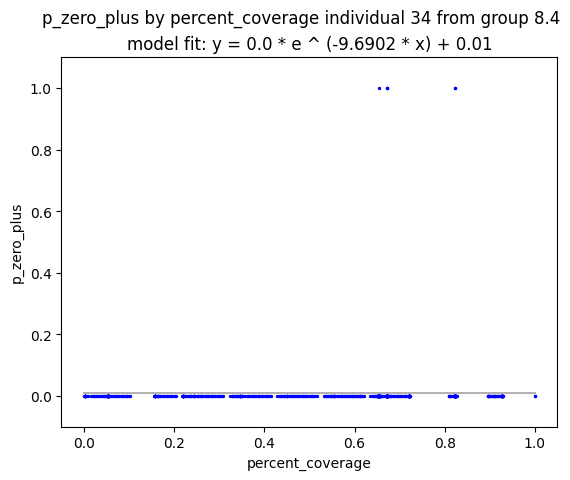 p_zero_plus by percent_coverage individual 34 from group 8.4
model fit: y = 0.0 * e ^ (-9.6902 * x) + 0.01
1.0
0.8
0.6
0.4
0.2
0.0
p_zero_plus
0.0 0.2 0.4 0.6 0.8 1.0
percent_coverage